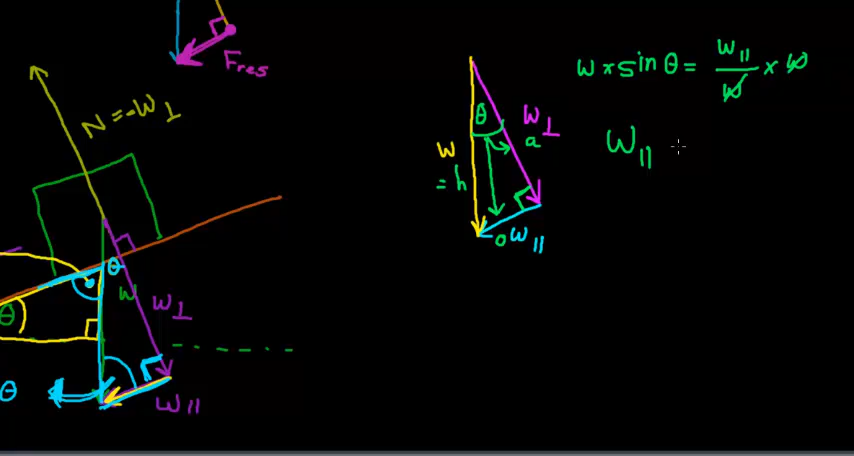 Fres
N = -W⊥
W × sin θ = W|| / W × W
θ
W⊥
a
W
= h
W||
o
W||
θ
W
θ
W⊥
θ
W||